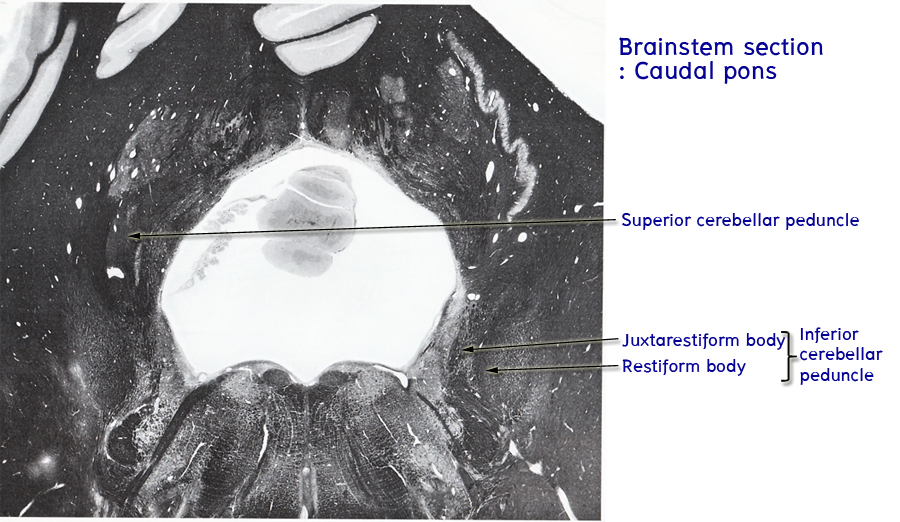 Brainstem section
: Caudal pons
Superior cerebellar peduncle
Juxtarestiform body
Restiform body
Inferior
cerebellar
peduncle